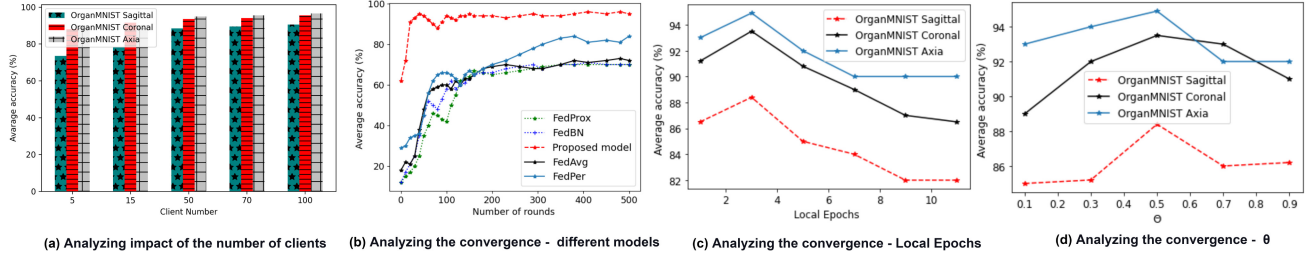 OrganMNIST Sagittal
OrganMNIST Coronal
OrganMNIST Axia
Avarage accuracy (%)
100
80
60
40
20
0
5
15
50
70
100
Client Number
(a) Analyzing impact of the number of clients
Average accuracy (%)
100
80
60
40
20
FedProx
FedBN
Proposed model
FedAvg
FedPer
0
100
200
300
400
500
Number of rounds
(b) Analyzing the convergence - different models
Average accuracy (%)
94
92
90
88
86
84
82
OrganMNIST Sagittal
OrganMNIST Coronal
OrganMNIST Axia
2
4
6
8
10
Local Epochs
(c) Analyzing the convergence - Local Epochs
Average accuracy (%)
94
92
90
88
86
OrganMNIST Sagittal
OrganMNIST Coronal
OrganMNIST Axia
0.1
0.2
0.3
0.4
0.5
0.6
0.7
0.8
0.9
Θ
(d) Analyzing the convergence - θ